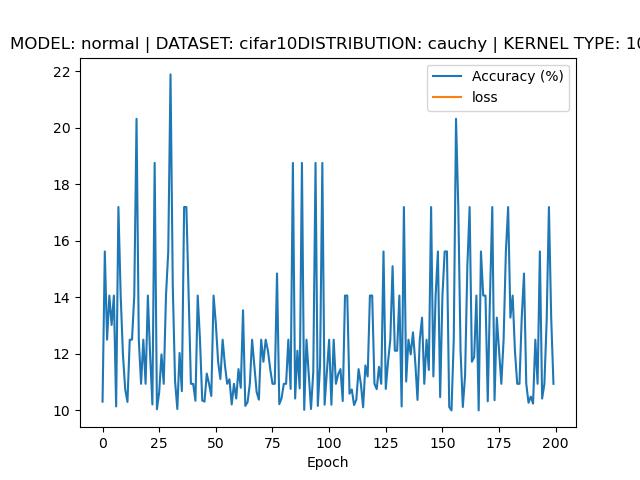 MODEL: normal | DATASET: cifar10DISTRIBUTION: cauchy | KERNEL TYPE: 10
Accuracy (%)
loss
22
20
18
16
14
12
10
0 25 50 75 100 125 150 175 200
Epoch